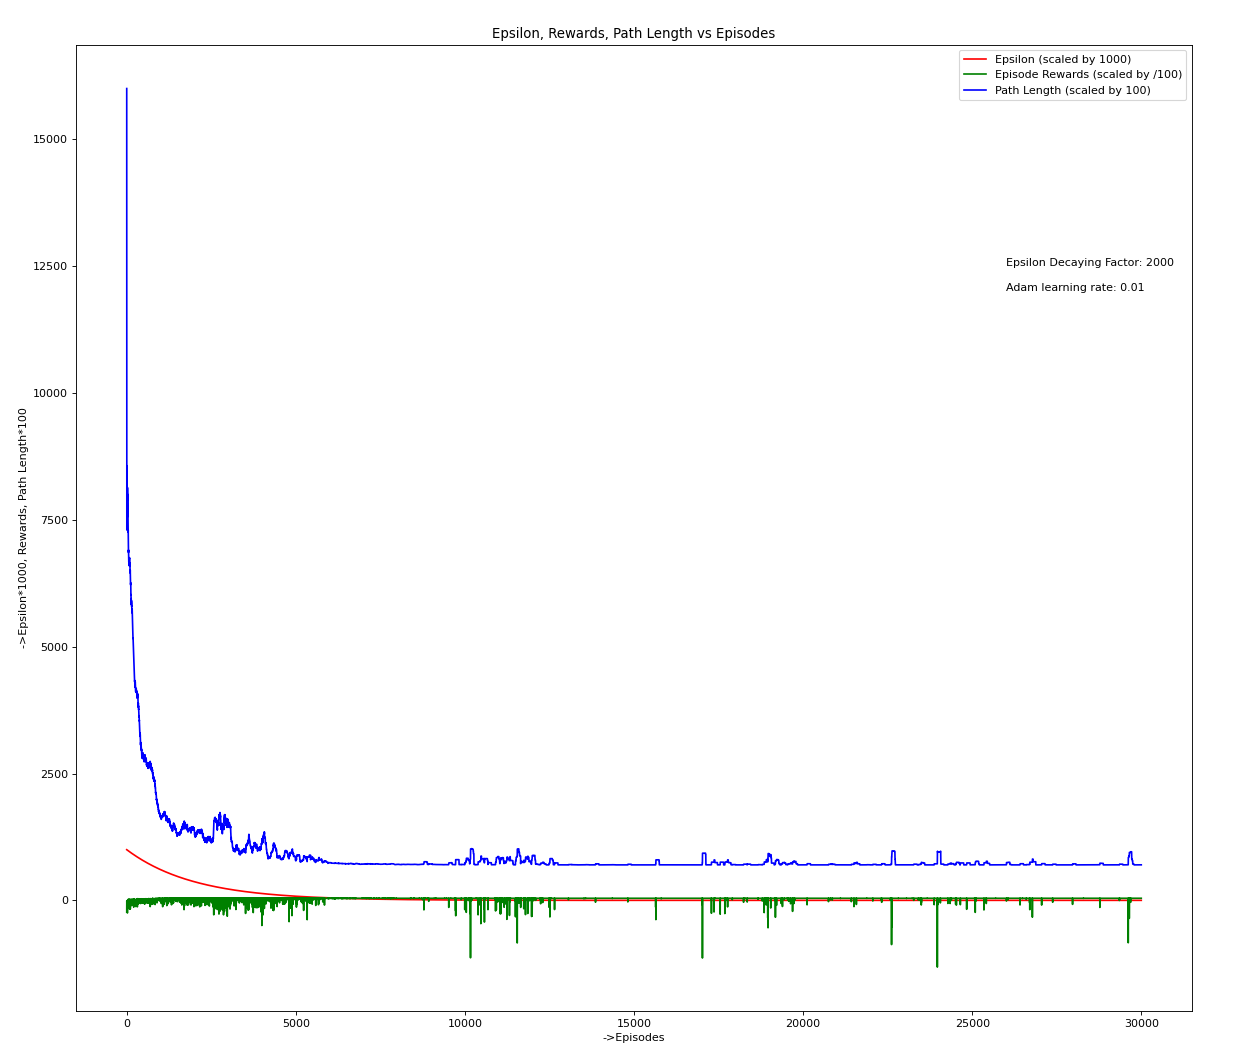 Epsilon, Rewards, Path Length vs Episodes
Epsilon (scaled by 1000)
Episode Rewards (scaled by /100)
Path Length (scaled by 100)
15000
12500
10000
7500
5000
2500
0
Epsilon Decaying Factor: 2000
Adam learning rate: 0.01
->Epsilon*1000, Rewards, Path Length*100
0 5000 10000 15000 20000 25000 30000
->Episodes